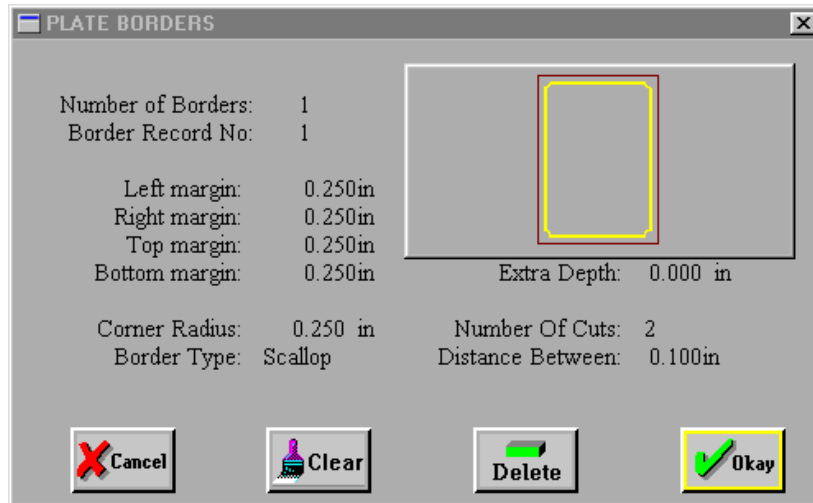 PLATE BORDERS
Number of Borders: 1
Border Record No: 1
Left margin: 0.250in
Right margin: 0.250in
Top margin: 0.250in
Bottom margin: 0.250in
Extra Depth: 0.000 in
Corner Radius: 0.250 in
Number Of Cuts: 2
Border Type: Scallop
Distance Between: 0.100in
Cancel
Clear
Delete
Okay